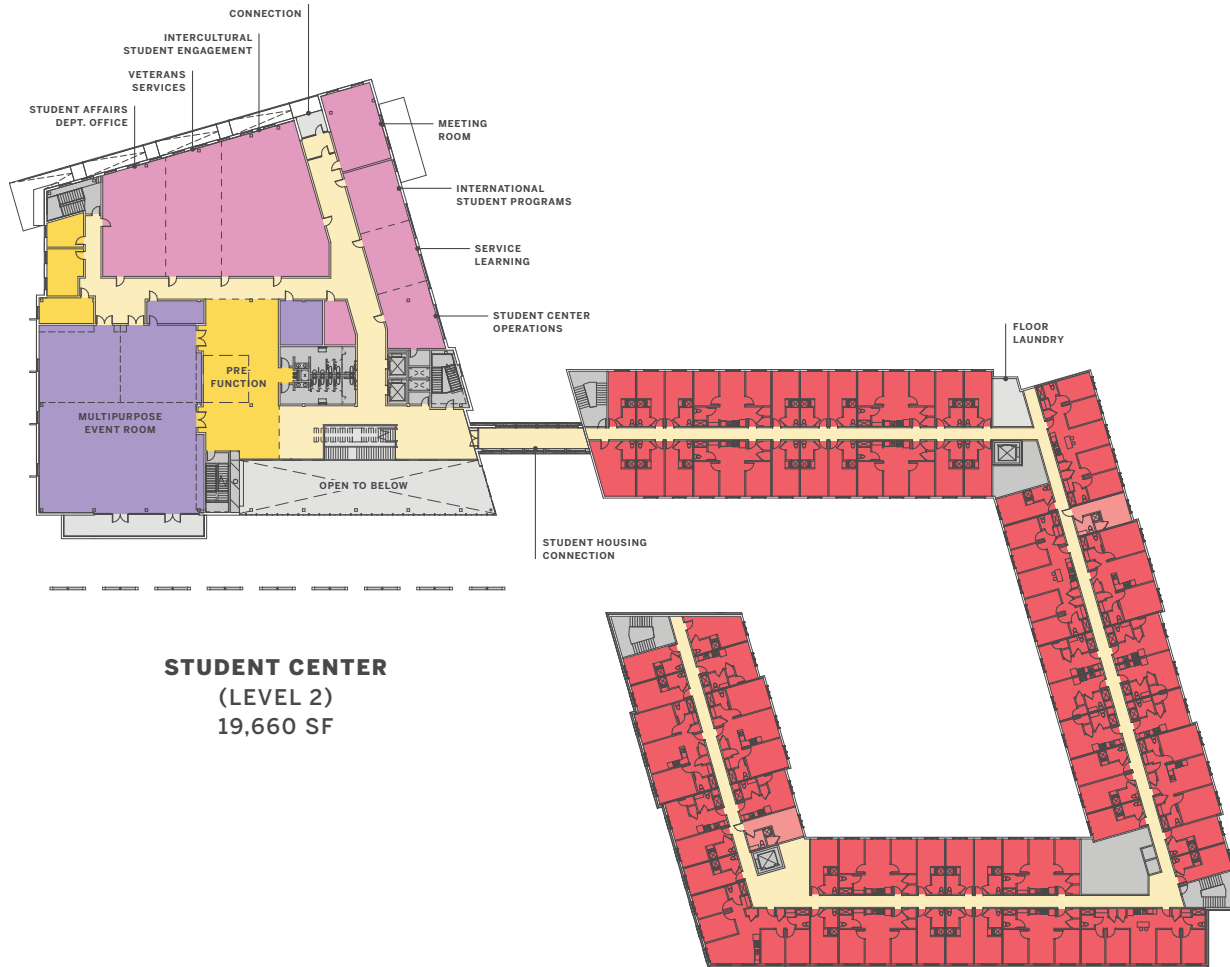 CONNECTION
INTERCULTURAL
STUDENT ENGAGEMENT
VETERANS
SERVICES
STUDENT AFFAIRS
DEPT. OFFICE
MEETING
ROOM
INTERNATIONAL
STUDENT PROGRAMS
SERVICE
LEARNING
STUDENT CENTER
OPERATIONS
FLOOR
LAUNDRY
PRE-
FUNCTION
MULTIPURPOSE
EVENT ROOM
OPEN TO BELOW
STUDENT HOUSING
CONNECTION
STUDENT CENTER
(LEVEL 2)
19,660 SF